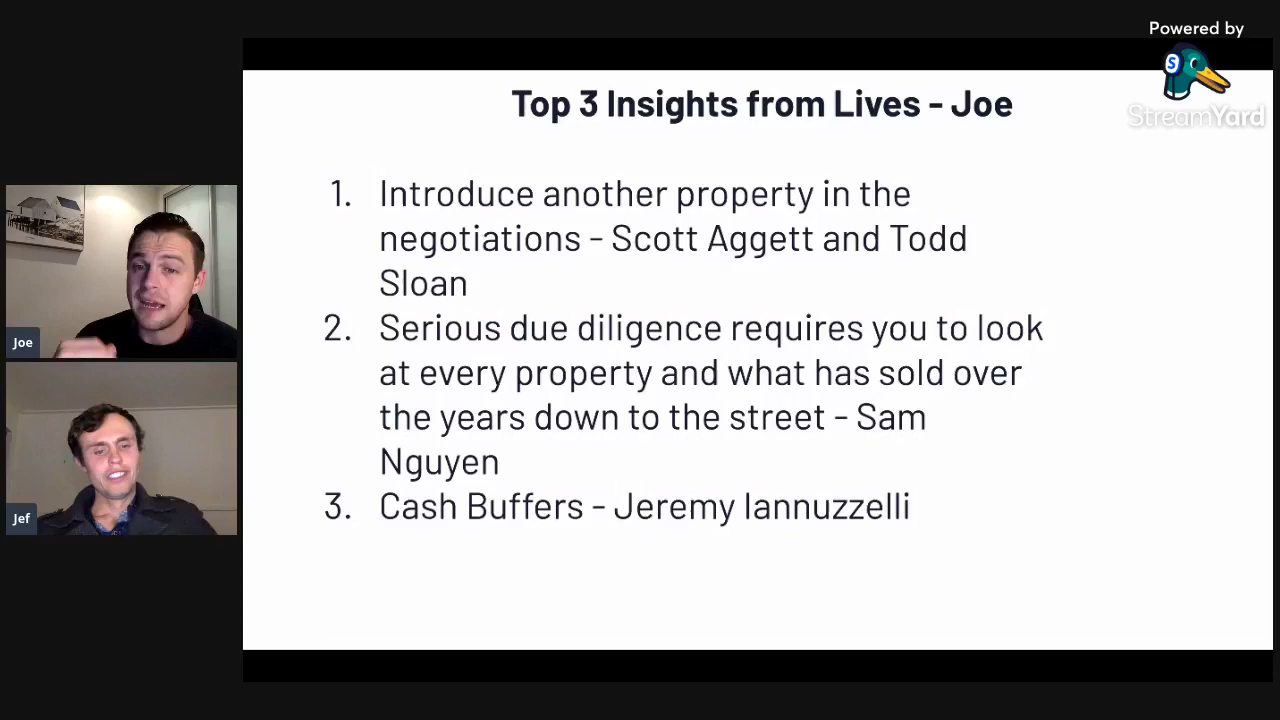 Powered by
S
StreamYard
Top 3 Insights from Lives - Joe
1. Introduce another property in the
negotiations - Scott Aggett and Todd
Sloan
2. Serious due diligence requires you to look
at every property and what has sold over
the years down to the street - Sam
Nguyen
3. Cash Buffers - Jeremy Iannuzzelli
Joe
Jef